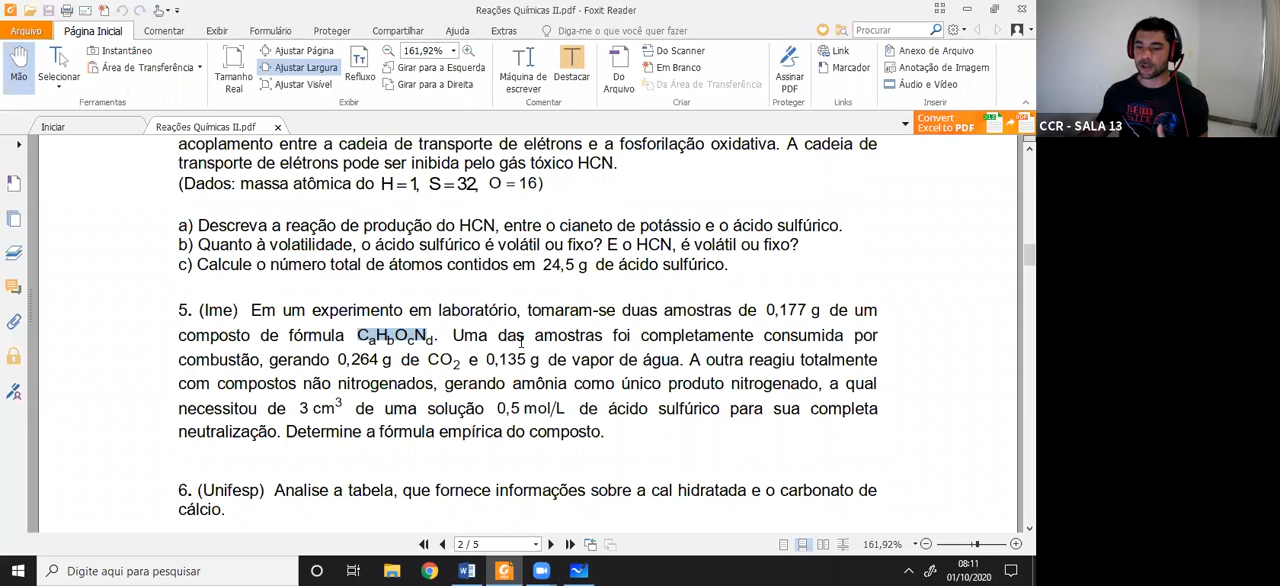 Reações Químicas II.pdf - Foxit Reader
Arquivo Página Inicial Comentar Exibir Formulário Proteger Compartilhar Ajuda Extras Diga-me o que você quer fazer Procurar
Mão
Selecionar
Instantâneo
Área de Transferência
Ferramentas
Tamanho Real
Ajustar Página
Ajustar Largura
Ajustar Visível
Refluxo
161,92%
Girar para a Esquerda
Girar para a Direita
Exibir
Máquina de escrever
Destacar
Comentar
Do Arquivo
Do Scanner
Em Branco
Da Área de Transferência
Criar
Assinar PDF
Proteger
Link
Marcador
Links
Anexo de Arquivo
Anotação de Imagem
Áudio e Vídeo
Inserir
Iniciar Reações Químicas II.pdf
Convert Excel to PDF
CCR - SALA 13
acoplamento entre a cadeia de transporte de elétrons e a fosforilação oxidativa. A cadeia de
transporte de elétrons pode ser inibida pelo gás tóxico HCN.
(Dados: massa atômica do H = 1, S = 32, O = 16)
a) Descreva a reação de produção do HCN, entre o cianeto de potássio e o ácido sulfúrico.
b) Quanto à volatilidade, o ácido sulfúrico é volátil ou fixo? E o HCN, é volátil ou fixo?
c) Calcule o número total de átomos contidos em 24,5 g de ácido sulfúrico.
5. (Ime) Em um experimento em laboratório, tomaram-se duas amostras de 0,177 g de um
composto de fórmula CaHbOcNd. Uma das amostras foi completamente consumida por
combustão, gerando 0,264 g de CO₂ e 0,135 g de vapor de água. A outra reagiu totalmente
com compostos não nitrogenados, gerando amônia como único produto nitrogenado, a qual
necessitou de 3 cm³ de uma solução 0,5 mol/L de ácido sulfúrico para sua completa
neutralização. Determine a fórmula empírica do composto.
6. (Unifesp) Analise a tabela, que fornece informações sobre a cal hidratada e o carbonato de
cálcio.
2 / 5
161,92%
Digite aqui para pesquisar
08:11
01/10/2020